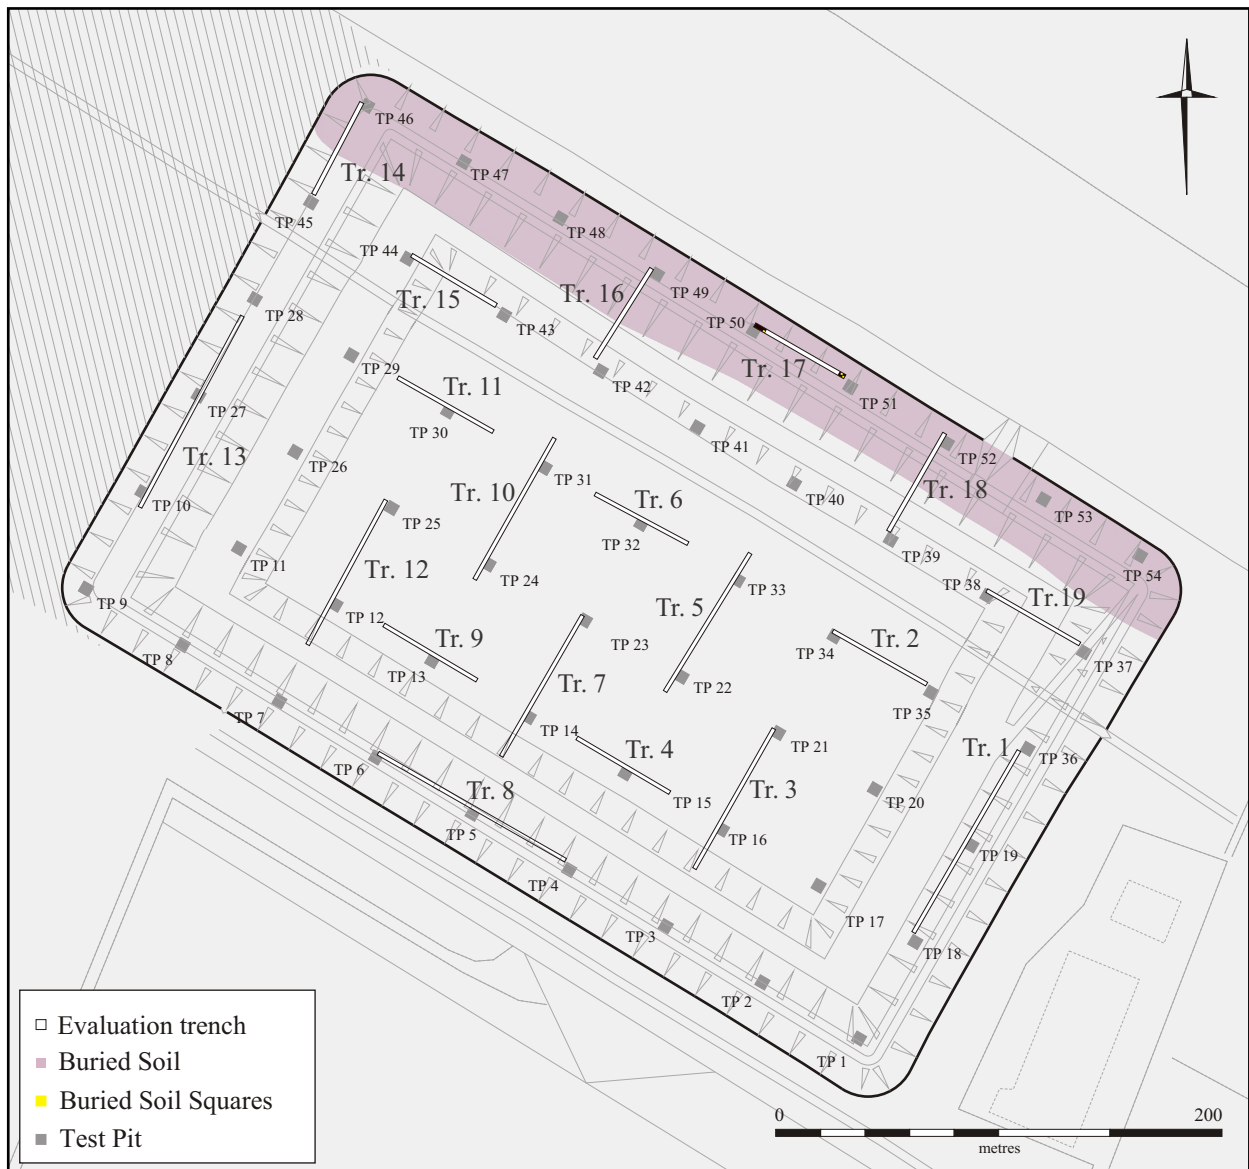 TP 46
Tr. 14
TP 47
TP 45
TP 48
TP 44
Tr. 15
Tr. 16
TP 49
TP 28
TP 43
TP 50
Tr. 17
TP 29
TP 42
TP 51
Tr. 11
TP 27
TP 30
TP 41
Tr. 13
TP 26
TP 52
Tr. 10
TP 31
Tr. 6
TP 40
Tr. 18
TP 10
TP 25
TP 53
TP 32
TP 11
Tr. 12
TP 24
TP 39
TP 54
TP 9
TP 12
Tr. 5
TP 33
TP 38
Tr.19
Tr. 9
TP 8
TP 13
TP 23
TP 34
Tr. 2
TP 37
Tr. 7
TP 22
TP 7
TP 35
TP 14
TP 21
Tr. 4
Tr. 1
TP 36
TP 6
Tr. 8
TP 15
Tr. 3
TP 20
TP 5
TP 16
TP 19
TP 4
TP 17
TP 3
TP 18
TP 2
TP 1
Evaluation trench
Buried Soil
Buried Soil Squares
Test Pit
0
200
metres